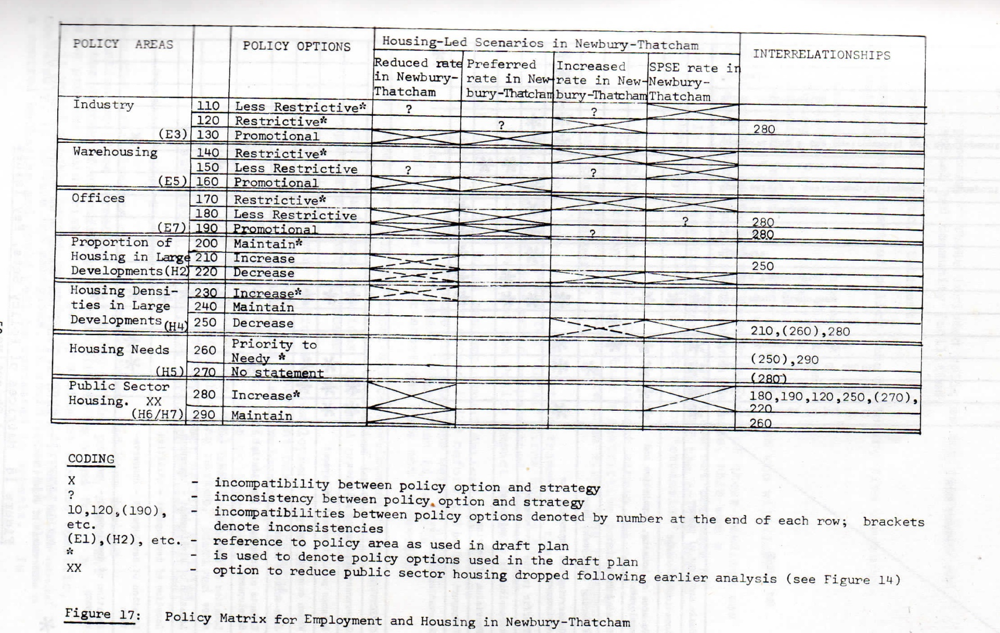 POLICY AREAS POLICY OPTIONS Housing-Led Scenarios in Newbury-Thatcham INTERRELATIONSHIPS
Reduced rate Preferred Increased SPSE rate in
in Newbury- rate in New- rate in New- Newbury-
Thatcham bury-Thatcham bury-Thatcham Thatcham
Industry 110 Less Restrictive* ? ?
120 Restrictive* ? 280
(E3) 130 Promotional
Warehousing 140 Restrictive*
150 Less Restrictive ? ?
(E5) 160 Promotional
Offices 170 Restrictive*
180 Less Restrictive ? 280
(E7) 190 Promotional ? 280
Proportion of 200 Maintain*
Housing in Large 210 Increase 250
Developments(H2) 220 Decrease
Housing Densi- 230 Increase*
ties in Large 240 Maintain
Developments (H4) 250 Decrease 210,(260),280
Housing Needs 260 Priority to
Needy * (250),290
(H5) 270 No statement (280)
Public Sector 280 Increase* 180,190,120,250,(270),
Housing. XX 220
(H6/H7) 290 Maintain 260
CODING
X - incompatibility between policy option and strategy
? - inconsistency between policy option and strategy
10,120,(190), - incompatibilities between policy options denoted by number at the end of each row; brackets
etc. denote inconsistencies
(E1),(H2), etc. - reference to policy area as used in draft plan
* - is used to denote policy options used in the draft plan
XX - option to reduce public sector housing dropped following earlier analysis (see Figure 14)
Figure 17: Policy Matrix for Employment and Housing in Newbury-Thatcham